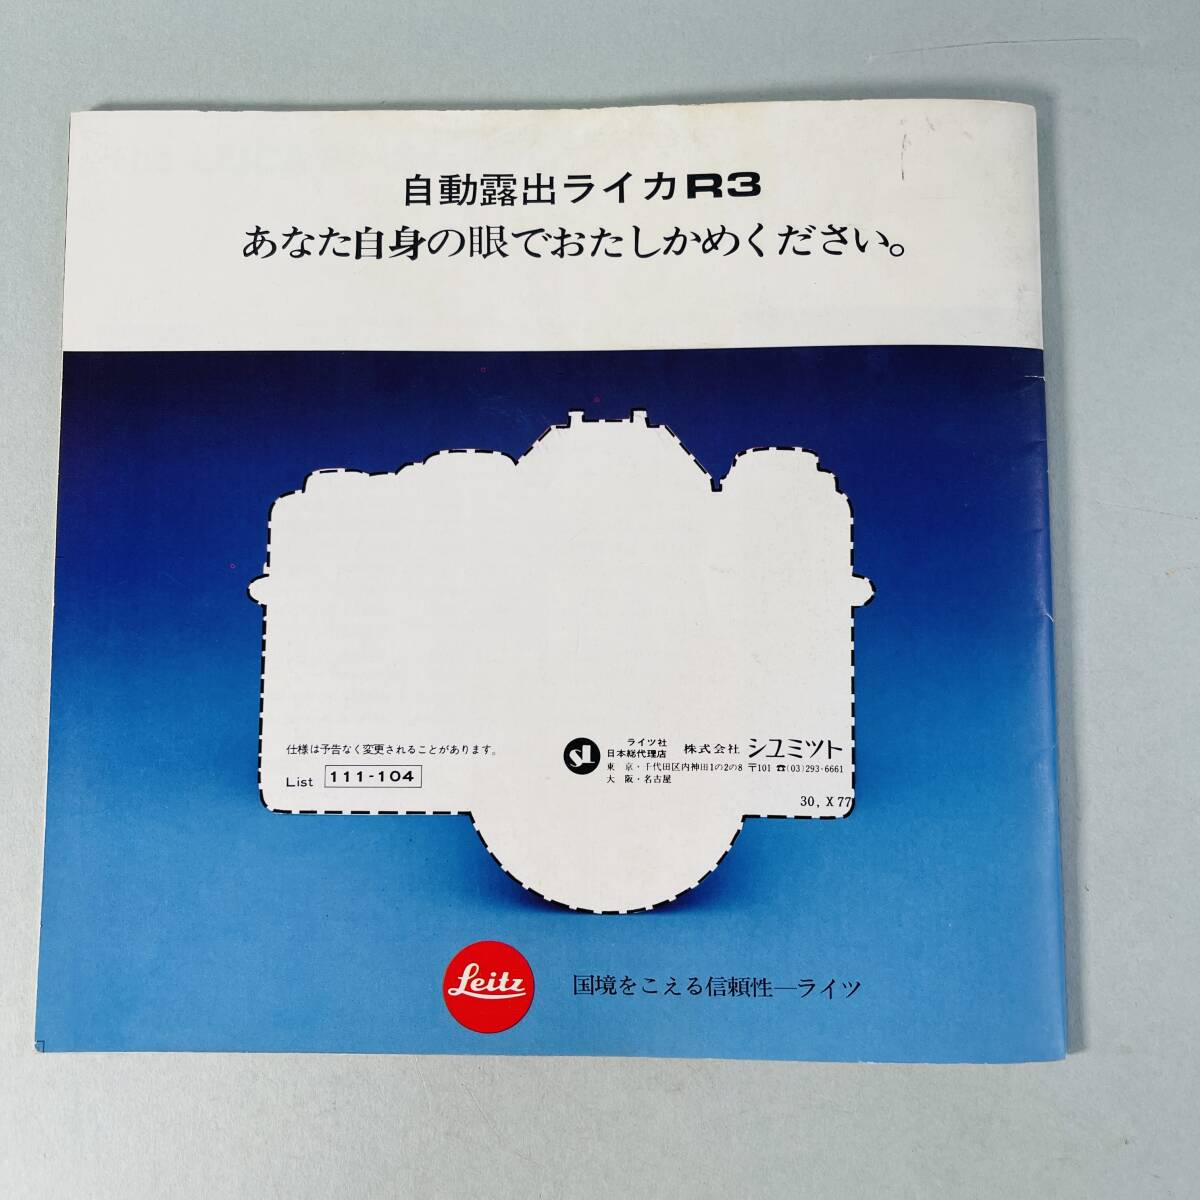 自動露出ライカR3
あなた自身の眼でおたしかめください。
仕様は予告なく変更されることがあります。
List 111-104
SL
ライツ社
日本総代理店 株式会社 シユミツト
東京・千代田区内神田1の2の8 〒101 ☎(03)293-6661
大阪・名古屋
30, X 77
Leitz
国境をこえる信頼性—ライツ